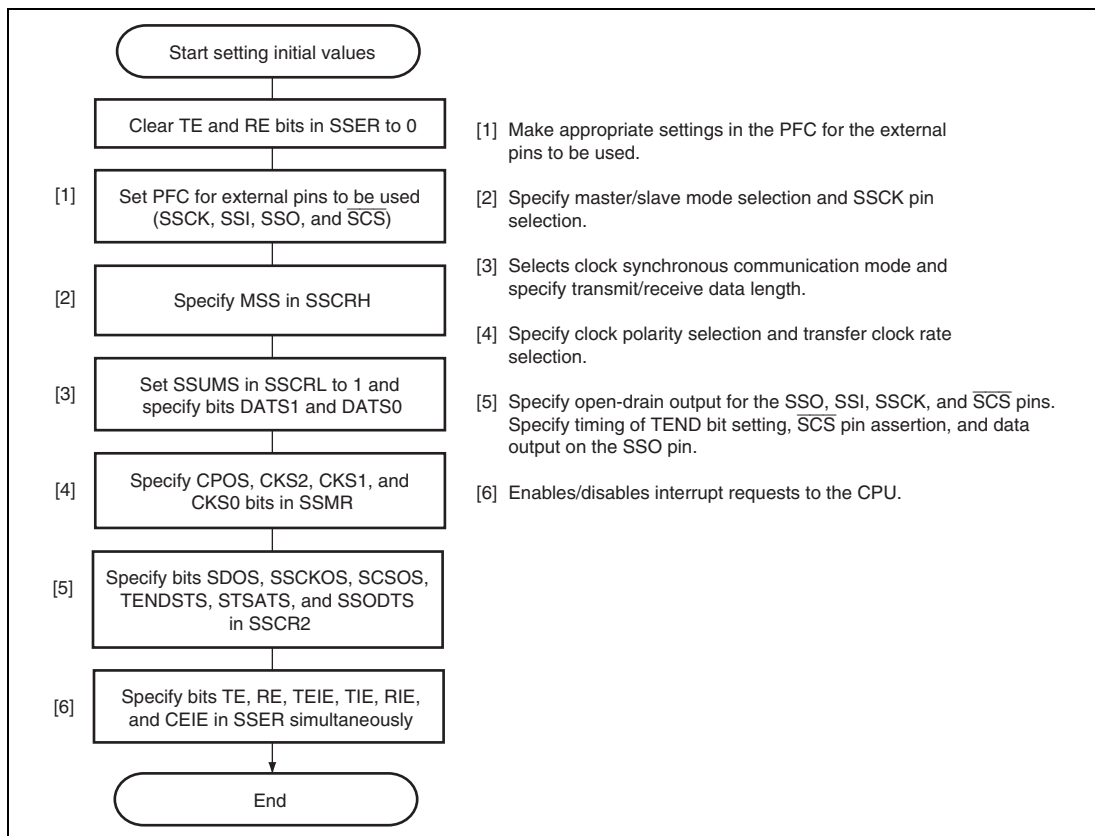 Start setting initial values
Clear TE and RE bits in SSER to 0
[1]
Set PFC for external pins to be used
(SSCK, SSI, SSO, and S̅C̅S̅)
[2]
Specify MSS in SSCRH
[3]
Set SSUMS in SSCRL to 1 and
specify bits DATS1 and DATS0
[4]
Specify CPOS, CKS2, CKS1, and
CKS0 bits in SSMR
[5]
Specify bits SDOS, SSCKOS, SCSOS,
TENDSTS, STSATS, and SSODTS
in SSCR2
[6]
Specify bits TE, RE, TEIE, TIE, RIE,
and CEIE in SSER simultaneously
End
[1] Make appropriate settings in the PFC for the external
pins to be used.
[2] Specify master/slave mode selection and SSCK pin
selection.
[3] Selects clock synchronous communication mode and
specify transmit/receive data length.
[4] Specify clock polarity selection and transfer clock rate
selection.
[5] Specify open-drain output for the SSO, SSI, SSCK, and S̅C̅S̅ pins.
Specify timing of TEND bit setting, S̅C̅S̅ pin assertion, and data
output on the SSO pin.
[6] Enables/disables interrupt requests to the CPU.